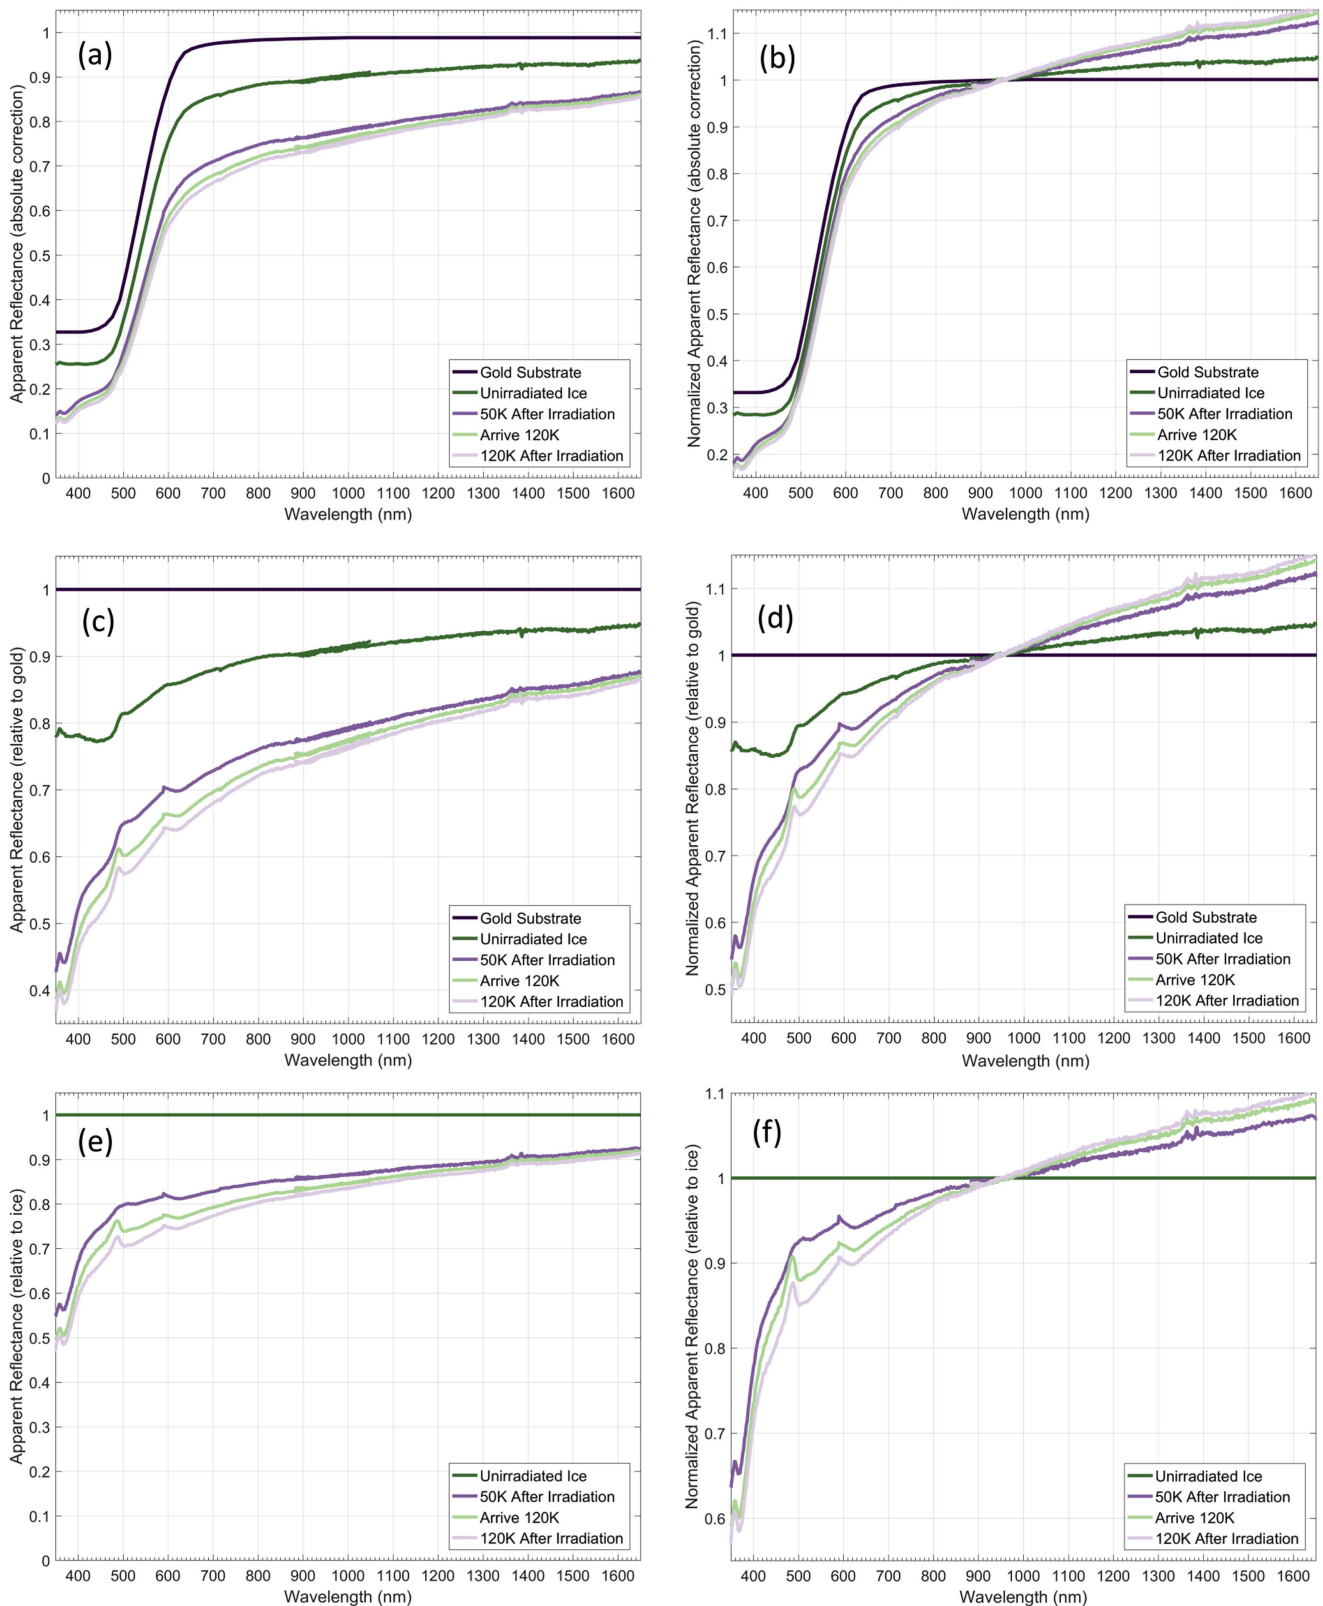 (a)
Apparent Reflectance (absolute correction)
1
0.9
0.8
0.7
0.6
0.5
0.4
0.3
0.2
0.1
0
Gold Substrate
Unirradiated Ice
50K After Irradiation
Arrive 120K
120K After Irradiation
400 500 600 700 800 900 1000 1100 1200 1300 1400 1500 1600
Wavelength (nm)
(b)
Normalized Apparent Reflectance (absolute correction)
1.1
1
0.9
0.8
0.7
0.6
0.5
0.4
0.3
0.2
Gold Substrate
Unirradiated Ice
50K After Irradiation
Arrive 120K
120K After Irradiation
400 500 600 700 800 900 1000 1100 1200 1300 1400 1500 1600
Wavelength (nm)
(c)
Apparent Reflectance (relative to gold)
1
0.9
0.8
0.7
0.6
0.5
0.4
Gold Substrate
Unirradiated Ice
50K After Irradiation
Arrive 120K
120K After Irradiation
400 500 600 700 800 900 1000 1100 1200 1300 1400 1500 1600
Wavelength (nm)
(d)
Normalized Apparent Reflectance (relative to gold)
1.1
1
0.9
0.8
0.7
0.6
0.5
Gold Substrate
Unirradiated Ice
50K After Irradiation
Arrive 120K
120K After Irradiation
400 500 600 700 800 900 1000 1100 1200 1300 1400 1500 1600
Wavelength (nm)
(e)
Apparent Reflectance (relative to ice)
1
0.9
0.8
0.7
0.6
0.5
0.4
0.3
0.2
0.1
0
Unirradiated Ice
50K After Irradiation
Arrive 120K
120K After Irradiation
400 500 600 700 800 900 1000 1100 1200 1300 1400 1500 1600
Wavelength (nm)
(f)
Normalized Apparent Reflectance (relative to ice)
1.1
1
0.9
0.8
0.7
0.6
Unirradiated Ice
50K After Irradiation
Arrive 120K
120K After Irradiation
400 500 600 700 800 900 1000 1100 1200 1300 1400 1500 1600
Wavelength (nm)